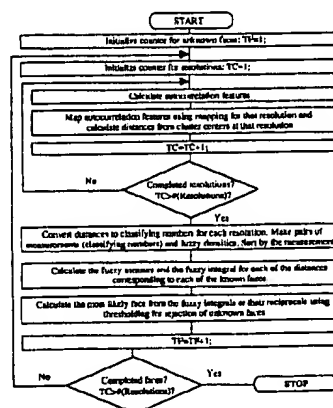 START
Initialize counter for unknown faces: TF=1;
Initialize counter for resolutions: TC=1;
Calculate autocorrelation features
Map autocorrelation features using mapping for that resolution and
calculate distances from cluster centers at that resolution
TC=TC+1;
Completed resolutions?
TC>#(Resolutions)?
No
Yes
Convert distances to classifying numbers for each resolution. Make pairs of
measurements (classifying numbers) and fuzzy densities. Sort by the measurement
Calculate the fuzzy measure and the fuzzy integral for each of the distances
corresponding to each of the known faces
Calculate the most likely face from the fuzzy integrals or their reciprocals using
thresholding for rejection of unknown faces
TF=TF+1;
Completed faces?
TC>#(Resolutions)?
No
Yes
STOP